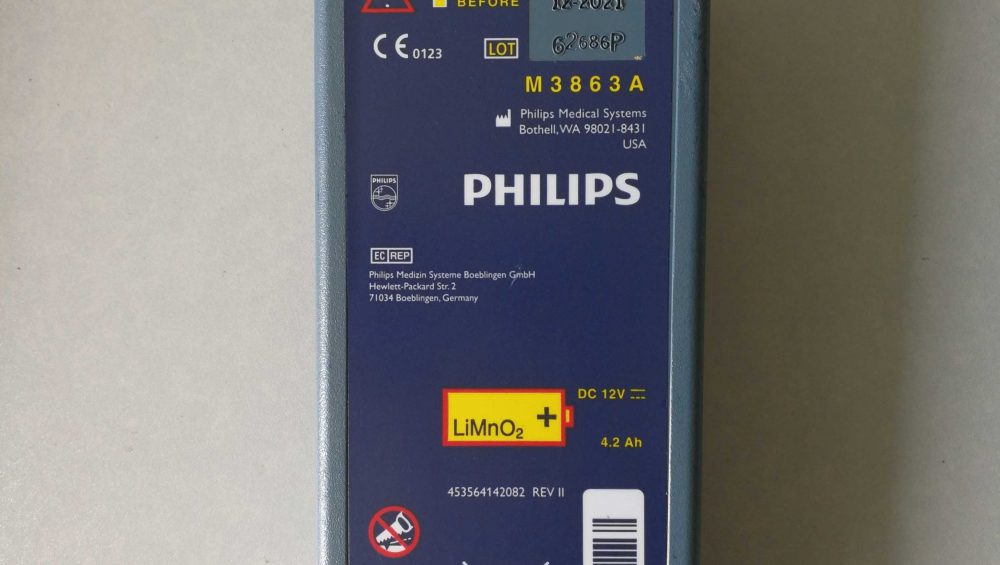 BEFORE
12-2021
CE 0123
LOT
62686P
M3863A
Philips Medical Systems
Bothell, WA 98021-8431
USA
PHILIPS
PHILIPS
EC REP
Philips Medizin Systeme Boeblingen GmbH
Hewlett-Packard Str. 2
71034 Boeblingen, Germany
DC 12V
LiMnO2 +
4.2 Ah
453564142082 REV II